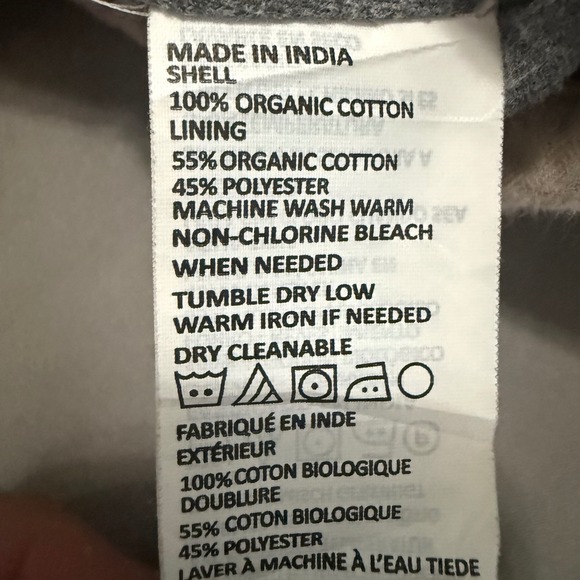 MADE IN INDIA
SHELL
100% ORGANIC COTTON
LINING
55% ORGANIC COTTON
45% POLYESTER
MACHINE WASH WARM
NON-CHLORINE BLEACH
WHEN NEEDED
TUMBLE DRY LOW
WARM IRON IF NEEDED
DRY CLEANABLE
FABRIQUÉ EN INDE
EXTÉRIEUR
100% COTON BIOLOGIQUE
DOUBLURE
55% COTON BIOLOGIQUE
45% POLYESTER
LAVER À MACHINE À L'EAU TIEDE